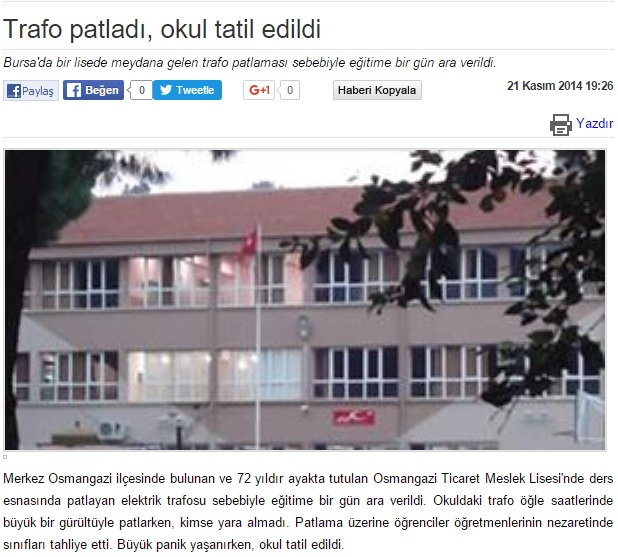 Trafo patladı, okul tatil edildi
Bursa'da bir lisede meydana gelen trafo patlaması sebebiyle eğitime bir gün ara verildi.
Paylaş Beğen 0 Tweetle G+1 0 Haberi Kopyala 21 Kasım 2014 19:26
Yazdır
Merkez Osmangazi ilçesinde bulunan ve 72 yıldır ayakta tutulan Osmangazi Ticaret Meslek Lisesi'nde ders
esnasında patlayan elektrik trafosu sebebiyle eğitime bir gün ara verildi. Okuldaki trafo öğle saatlerinde
büyük bir gürültüyle patlarken, kimse yara almadı. Patlama üzerine öğrenciler öğretmenlerinin nezaretinde
sınıfları tahliye etti. Büyük panik yaşanırken, okul tatil edildi.